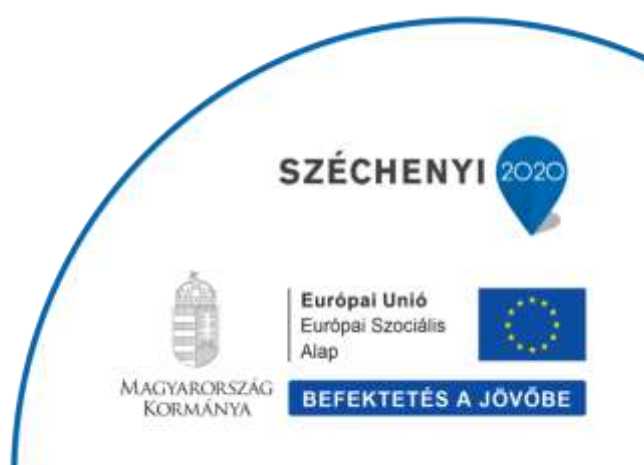 SZÉCHENYI 2020
Európai Unió
Európai Szociális
Alap
MAGYARORSZÁG
KORMÁNYA
BEFEKTETÉS A JÖVŐBE